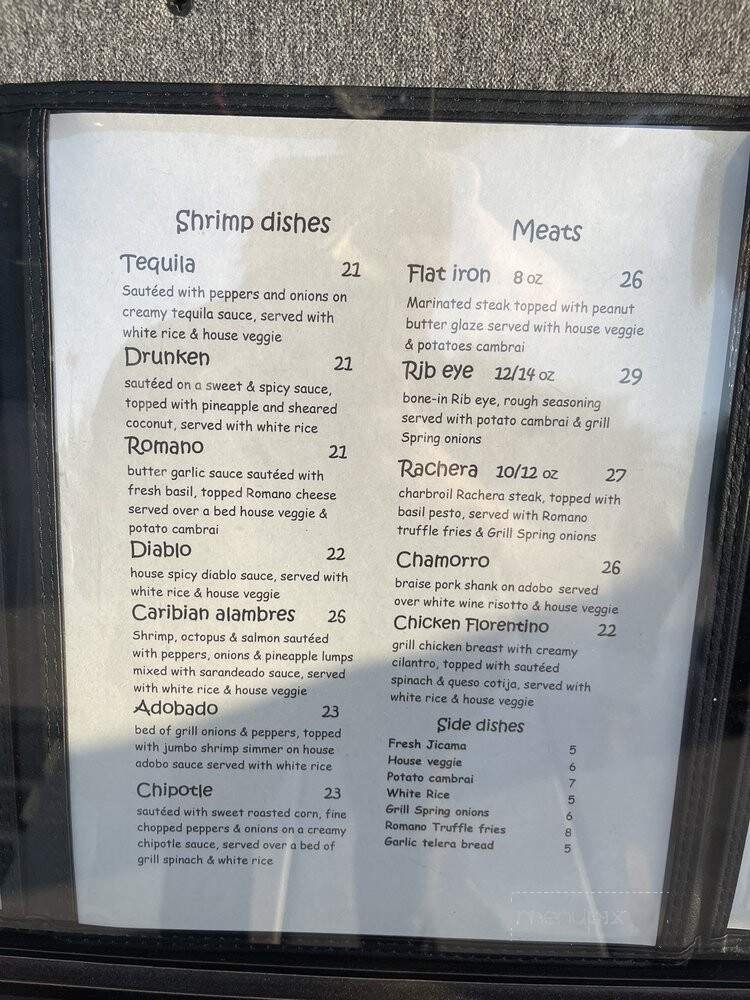 Shrimp dishes
Tequila 21
Sautéed with peppers and onions on
creamy tequila sauce, served with
white rice & house veggie
Drunken 21
sautéed on a sweet & spicy sauce,
topped with pineapple and sheared
coconut, served with white rice
Romano 21
butter garlic sauce sautéed with
fresh basil, topped Romano cheese
served over a bed house veggie &
potato cambrai
Diablo 22
house spicy diablo sauce, served with
white rice & house veggie
Caribian alambres 26
Shrimp, octopus & salmon sautéed
with peppers, onions & pineapple lumps
mixed with sarandeado sauce, served
with white rice & house veggie
Adobado 23
bed of grill onions & peppers, topped
with jumbo shrimp simmer on house
adobo sauce served with white rice
Chipotle 23
sautéed with sweet roasted corn, fine
chopped peppers & onions on a creamy
chipotle sauce, served over a bed of
grill spinach & white rice
Meats
Flat iron 8 oz 26
Marinated steak topped with peanut
butter glaze served with house veggie
& potatoes cambrai
Rib eye 12/14 oz 29
bone-in Rib eye, rough seasoning
served with potato cambrai & grill
Spring onions
Rachera 10/12 oz 27
charbroil Rachera steak, topped with
basil pesto, served with Romano
truffle fries & Grill Spring onions
Chamorro 26
braise pork shank on adobo served
over white wine risotto & house veggie
Chicken Florentino 22
grill chicken breast with creamy
cilantro, topped with sautéed
spinach & queso cotija, served with
white rice & house veggie
Side dishes
Fresh Jicama 5
House veggie 6
Potato cambrai 7
White Rice 5
Grill Spring onions 6
Romano Truffle fries 8
Garlic telera bread 5